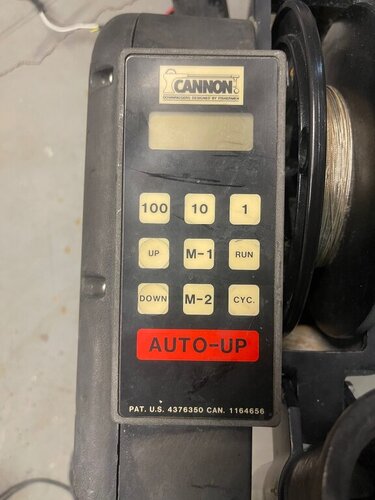 CANNON
DOWNRIGGERS DESIGNED BY FISHERMEN
100 10 1
UP M-1 RUN
DOWN M-2 CYC.
AUTO-UP
PAT. U.S. 4376350 CAN. 1164656